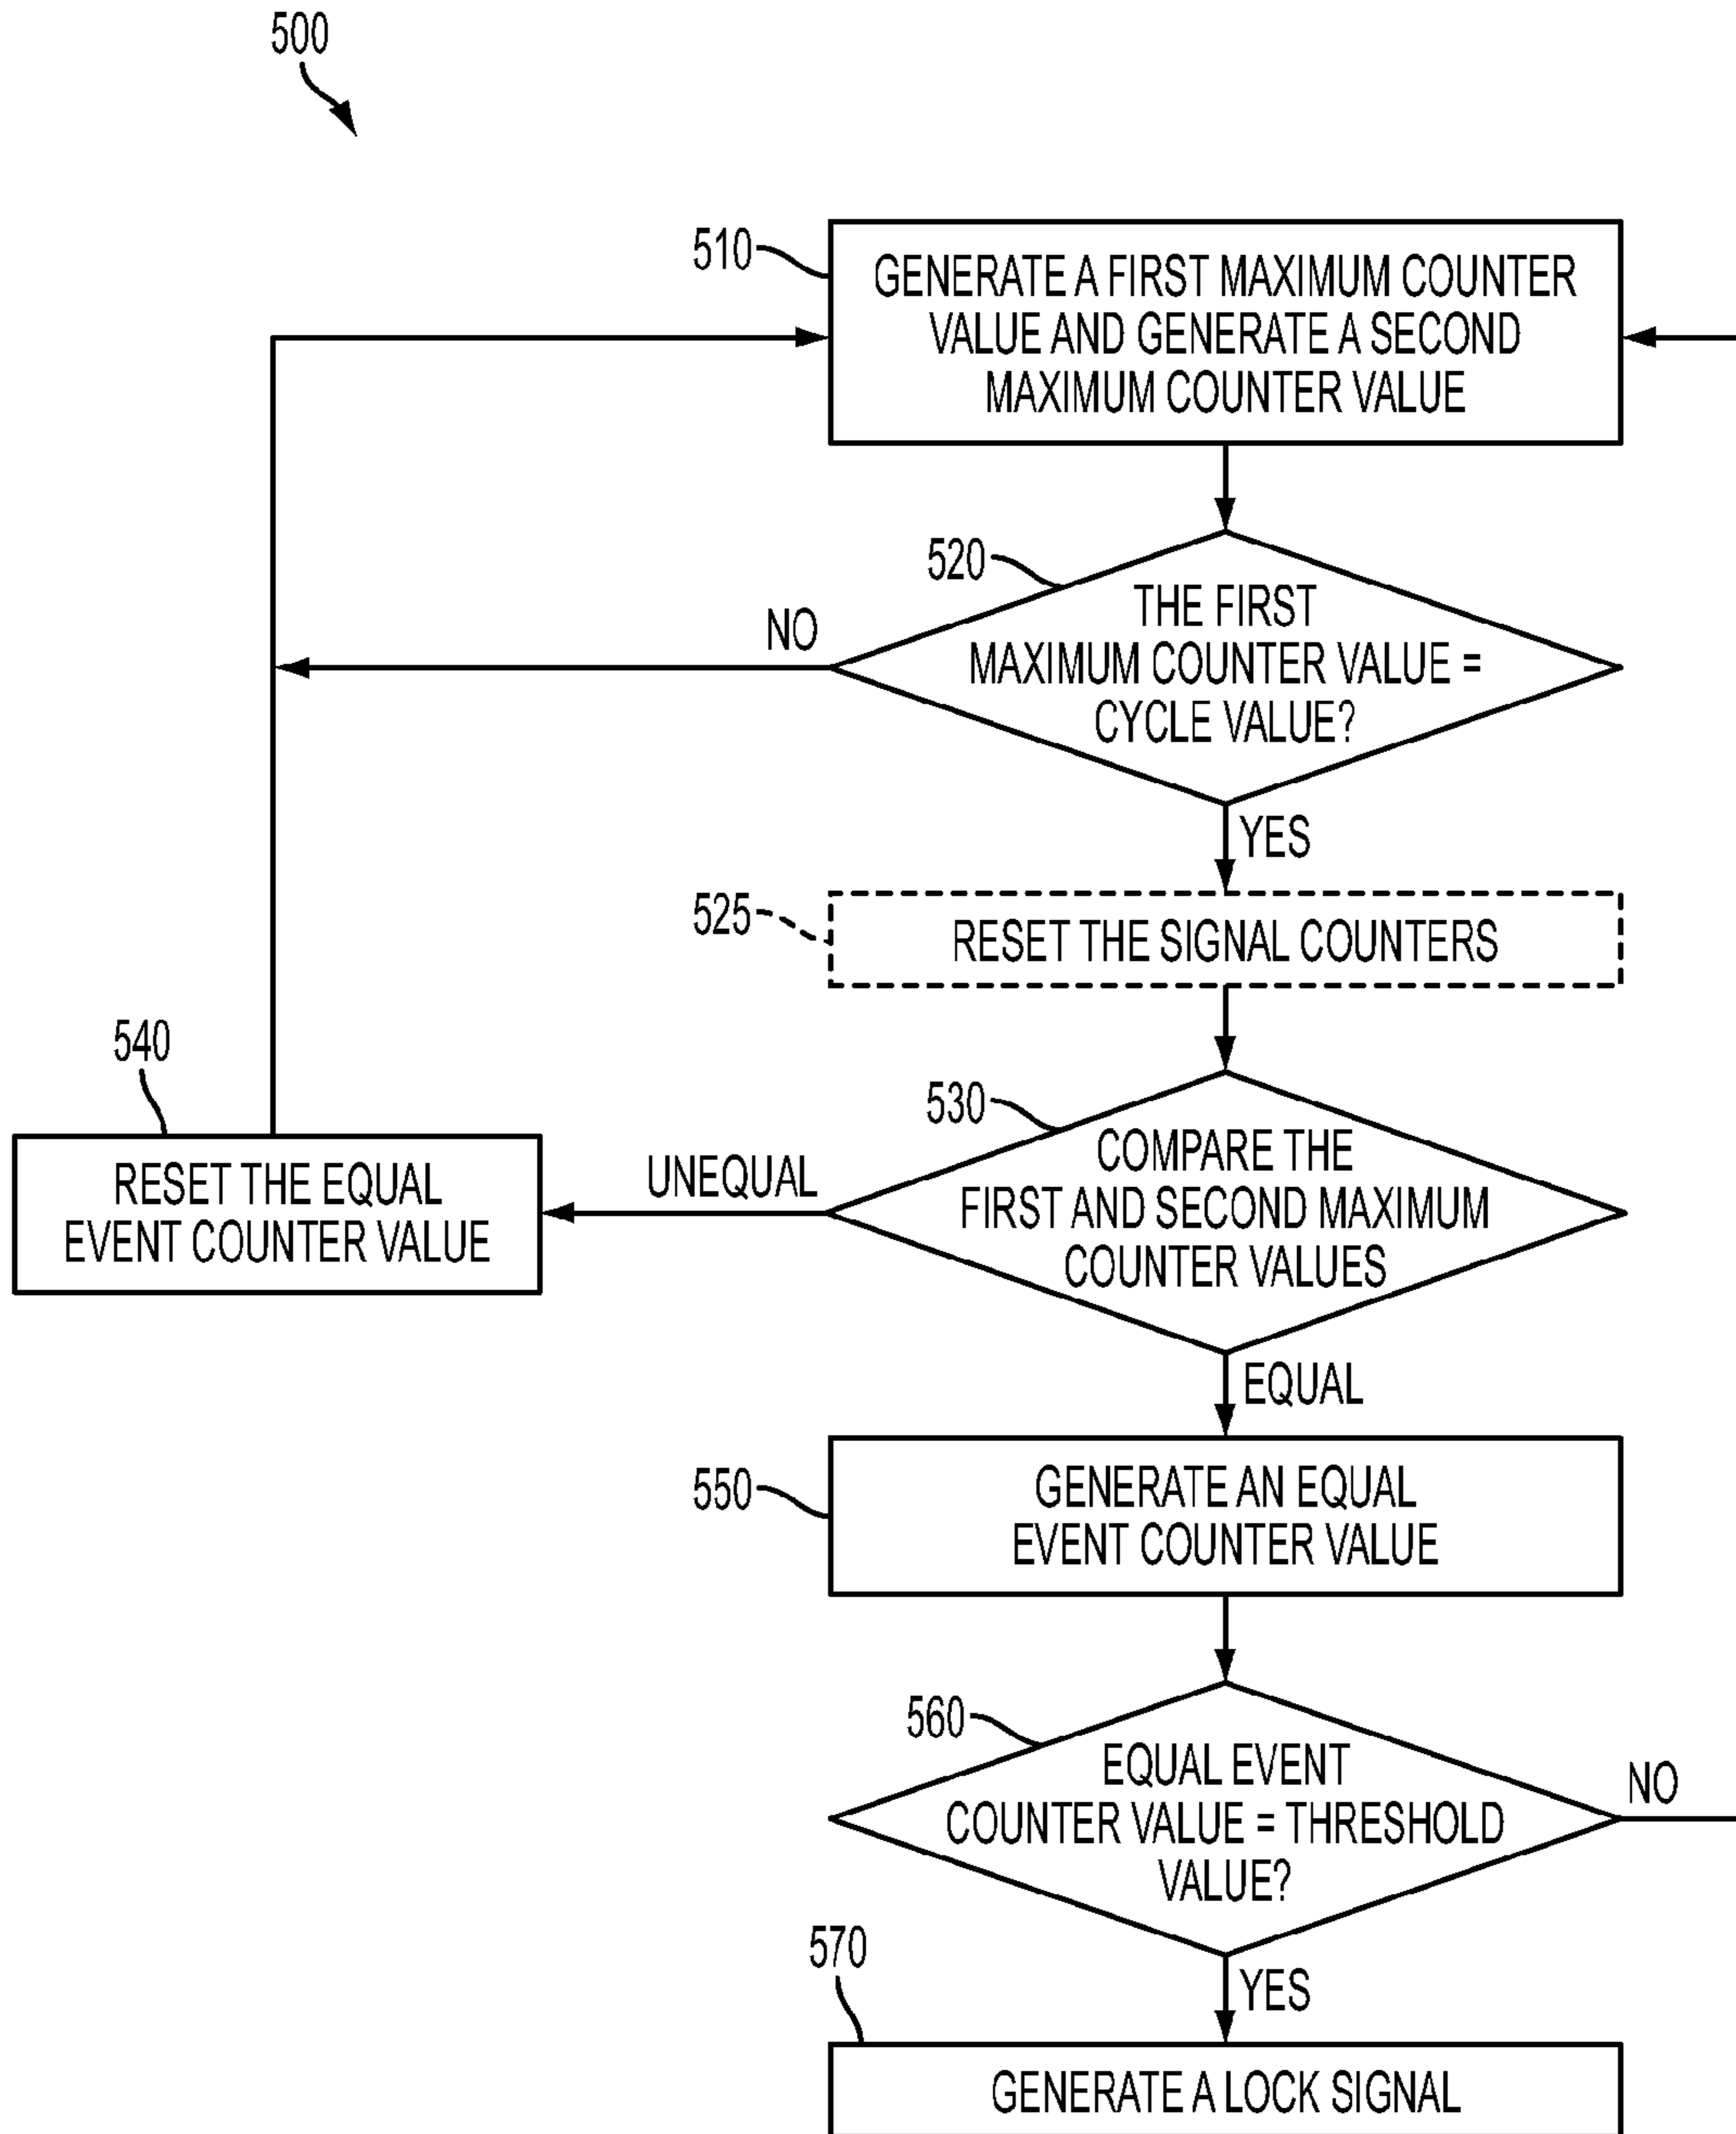 500
510
GENERATE A FIRST MAXIMUM COUNTER
VALUE AND GENERATE A SECOND
MAXIMUM COUNTER VALUE
520
THE FIRST
MAXIMUM COUNTER VALUE =
CYCLE VALUE?
NO
YES
525
RESET THE SIGNAL COUNTERS
540
RESET THE EQUAL
EVENT COUNTER VALUE
530
UNEQUAL
COMPARE THE
FIRST AND SECOND MAXIMUM
COUNTER VALUES
EQUAL
550
GENERATE AN EQUAL
EVENT COUNTER VALUE
560
EQUAL EVENT
COUNTER VALUE = THRESHOLD
VALUE?
NO
YES
570
GENERATE A LOCK SIGNAL